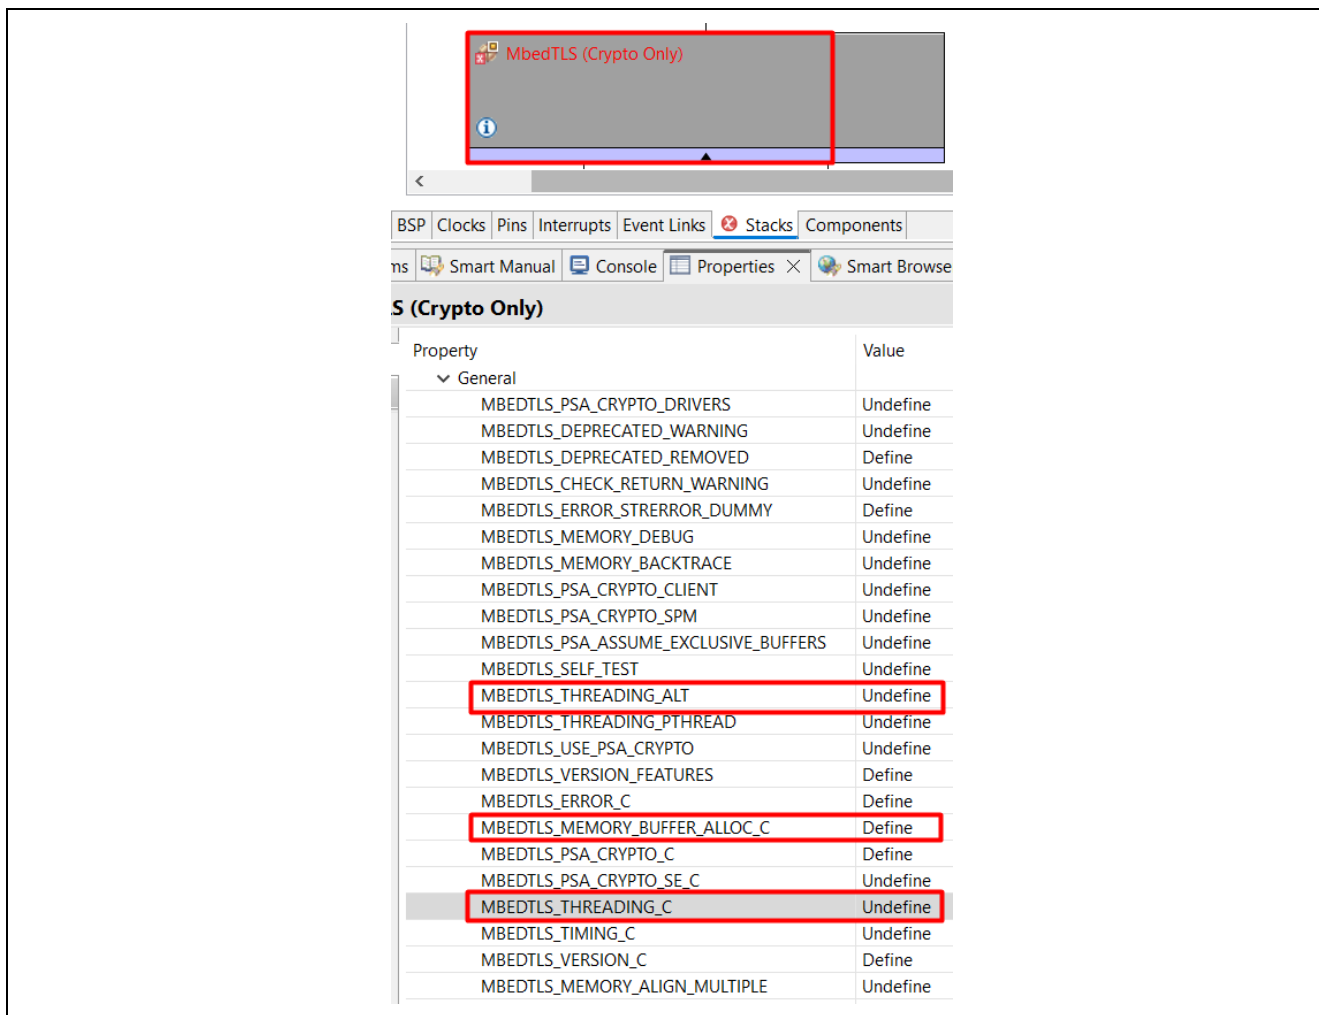 MbedTLS (Crypto Only)
BSP Clocks Pins Interrupts Event Links Stacks Components
ms Smart Manual Console Properties Smart Browse
.S (Crypto Only)
Property Value
General
MBEDTLS_PSA_CRYPTO_DRIVERS Undefine
MBEDTLS_DEPRECATED_WARNING Undefine
MBEDTLS_DEPRECATED_REMOVED Define
MBEDTLS_CHECK_RETURN_WARNING Undefine
MBEDTLS_ERROR_STRERROR_DUMMY Define
MBEDTLS_MEMORY_DEBUG Undefine
MBEDTLS_MEMORY_BACKTRACE Undefine
MBEDTLS_PSA_CRYPTO_CLIENT Undefine
MBEDTLS_PSA_CRYPTO_SPM Undefine
MBEDTLS_PSA_ASSUME_EXCLUSIVE_BUFFERS Undefine
MBEDTLS_SELF_TEST Undefine
MBEDTLS_THREADING_ALT Undefine
MBEDTLS_THREADING_PTHREAD Undefine
MBEDTLS_USE_PSA_CRYPTO Undefine
MBEDTLS_VERSION_FEATURES Define
MBEDTLS_ERROR_C Define
MBEDTLS_MEMORY_BUFFER_ALLOC_C Define
MBEDTLS_PSA_CRYPTO_C Define
MBEDTLS_PSA_CRYPTO_SE_C Undefine
MBEDTLS_THREADING_C Undefine
MBEDTLS_TIMING_C Undefine
MBEDTLS_VERSION_C Define
MBEDTLS_MEMORY_ALIGN_MULTIPLE Undefine